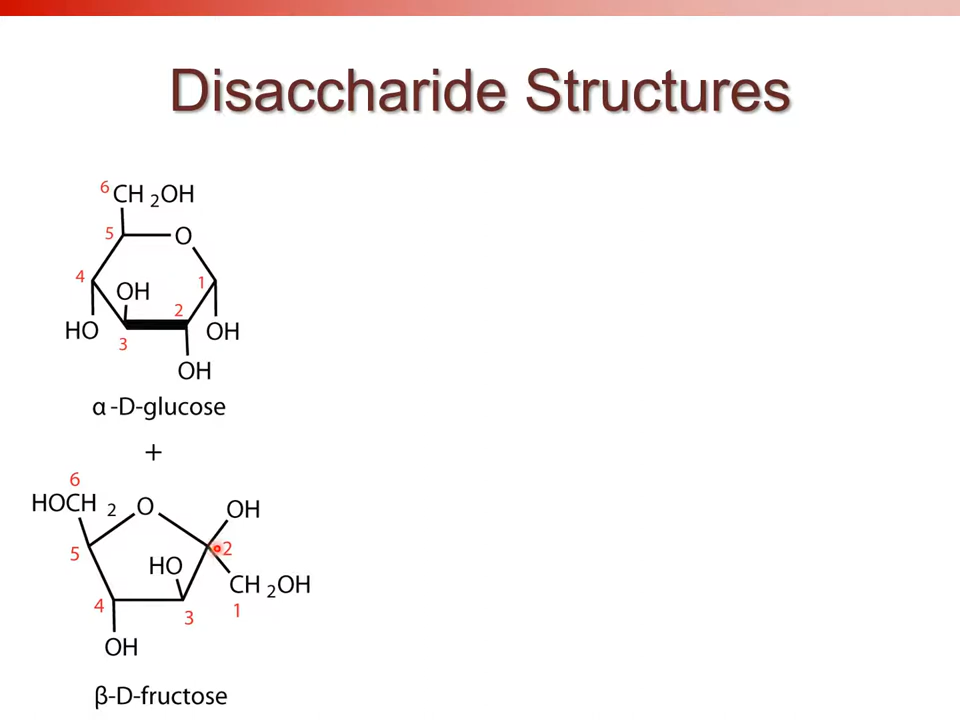 Disaccharide Structures
6 CH 2OH
5 O
4 1
OH
2
HO OH
3
OH
α -D-glucose
+
6
HOCH 2 O OH
5 HO 2
CH 2OH
4 3 1
OH
β-D-fructose